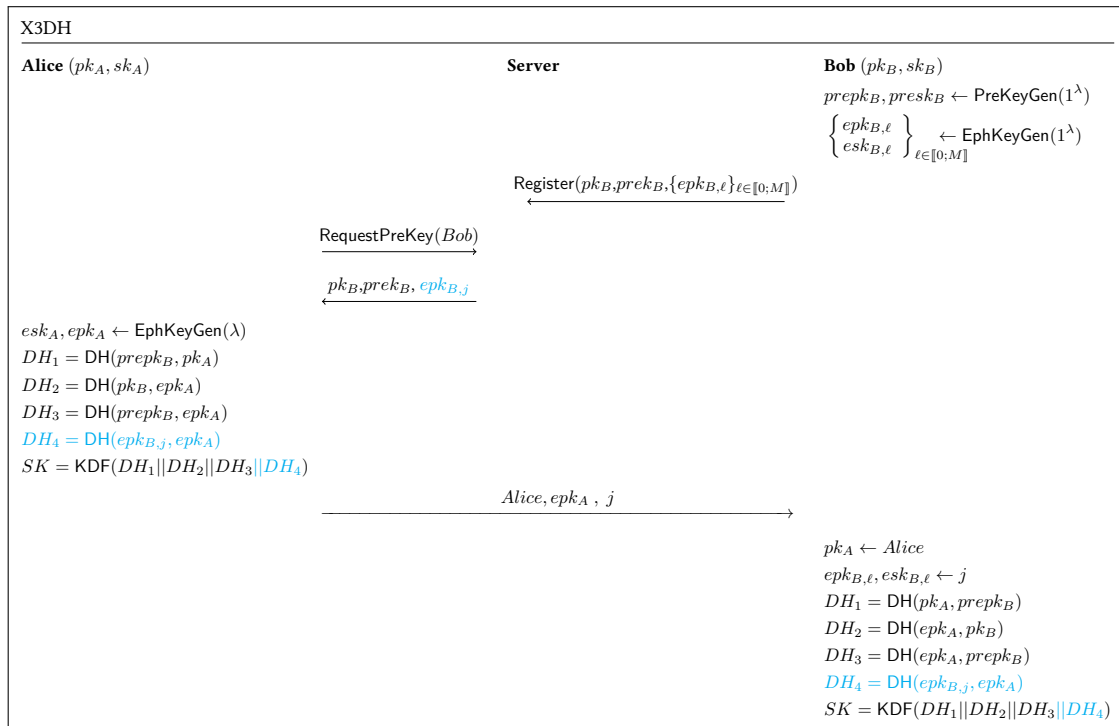 X3DH
Alice (pk_A, sk_A) Server Bob (pk_B, sk_B)
prepk_B, presk_B ← PreKeyGen(1^λ)
{epk_{B,ℓ} esk_{B,ℓ}}_{ℓ∈⟦0;M⟧} ← EphKeyGen(1^λ)
Register(pk_B,prek_B,{epk_{B,ℓ}}_{ℓ∈⟦0;M⟧})
RequestPreKey(Bob)
pk_B,prek_B, epk_{B,j}
esk_A, epk_A ← EphKeyGen(λ)
DH_1 = DH(prepk_B, pk_A)
DH_2 = DH(pk_B, epk_A)
DH_3 = DH(prepk_B, epk_A)
DH_4 = DH(epk_{B,j}, epk_A)
SK = KDF(DH_1||DH_2||DH_3||DH_4)
Alice, epk_A , j
pk_A ← Alice
epk_{B,ℓ}, esk_{B,ℓ} ← j
DH_1 = DH(pk_A, prepk_B)
DH_2 = DH(epk_A, pk_B)
DH_3 = DH(epk_A, prepk_B)
DH_4 = DH(epk_{B,j}, epk_A)
SK = KDF(DH_1||DH_2||DH_3||DH_4)